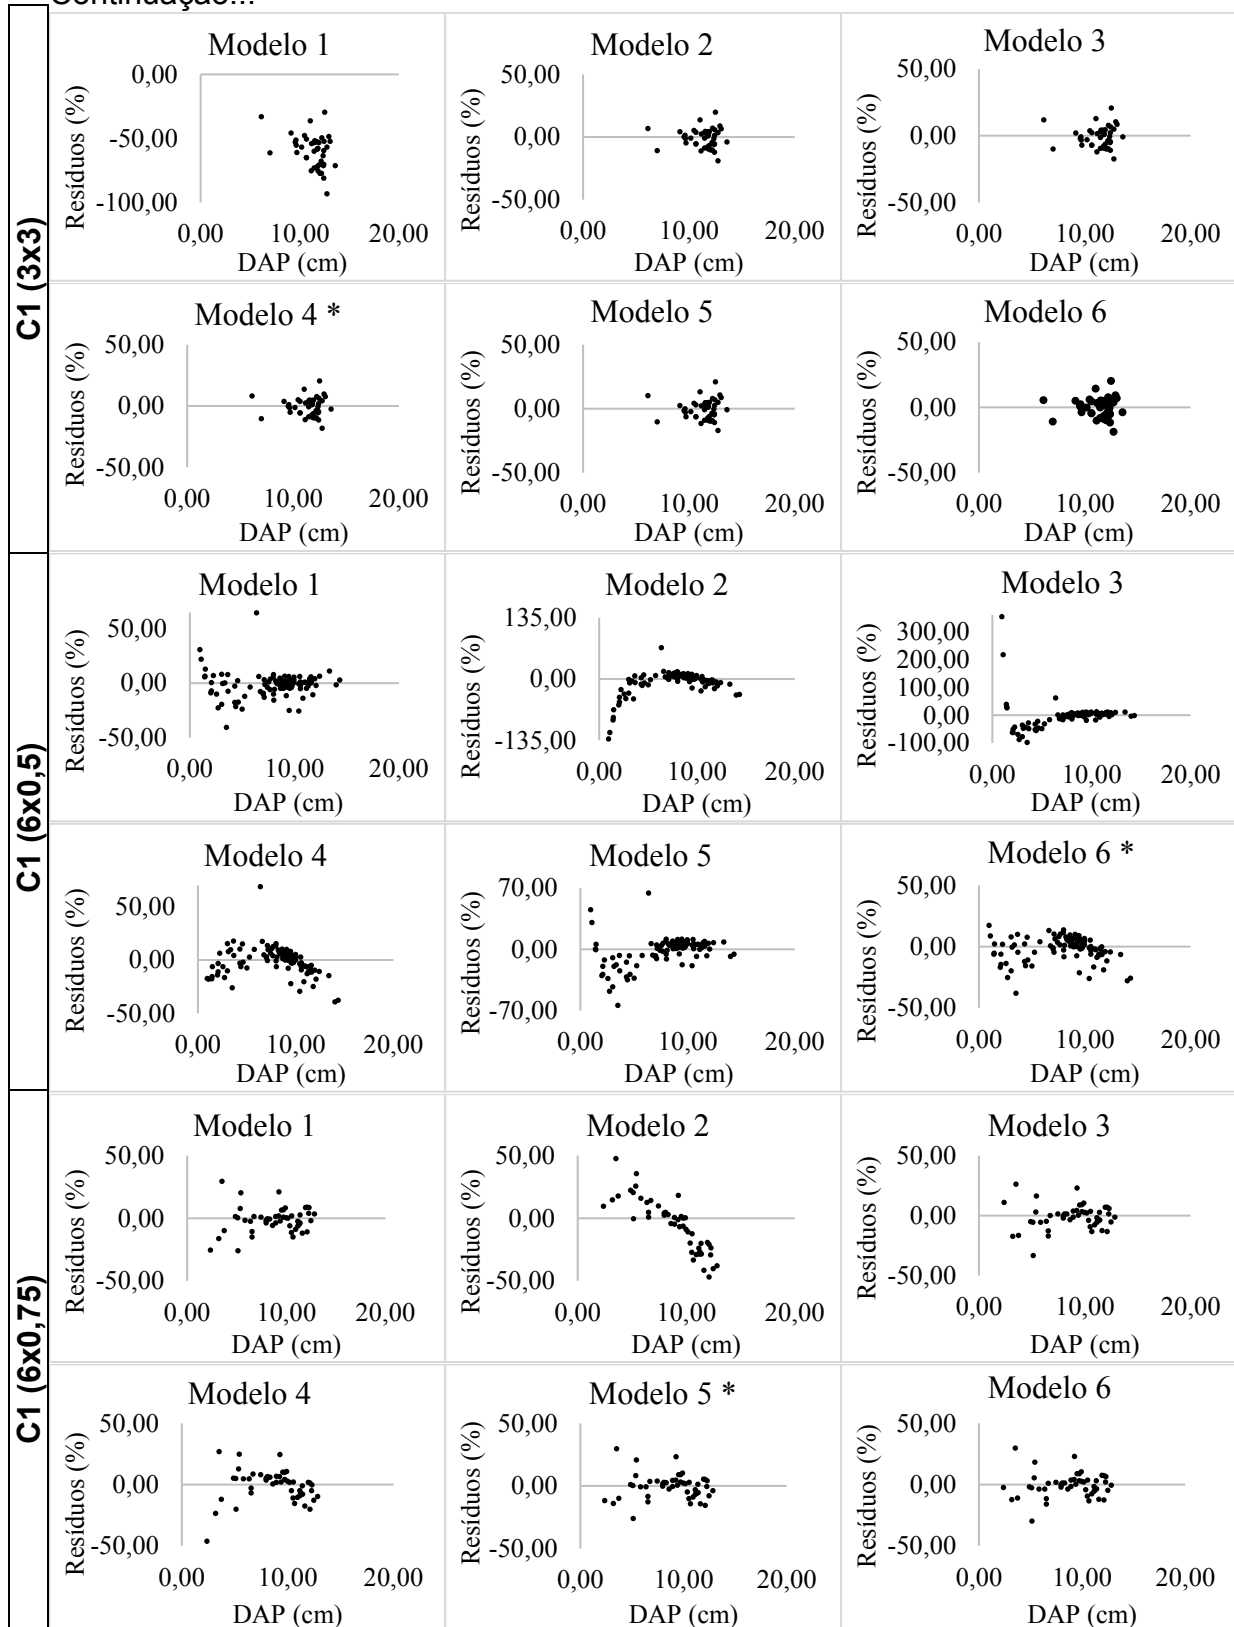 Continuação...
C1 (3x3)
Modelo 1
Resíduos (%)
0,00
-50,00
-100,00
0,00 10,00 20,00
DAP (cm)
Modelo 2
Resíduos (%)
50,00
0,00
-50,00
0,00 10,00 20,00
DAP (cm)
Modelo 3
Resíduos (%)
50,00
0,00
-50,00
0,00 10,00 20,00
DAP (cm)
Modelo 4 *
Resíduos (%)
50,00
0,00
-50,00
0,00 10,00 20,00
DAP (cm)
Modelo 5
Resíduos (%)
50,00
0,00
-50,00
0,00 10,00 20,00
DAP (cm)
Modelo 6
Resíduos (%)
50,00
0,00
-50,00
0,00 10,00 20,00
DAP (cm)
C1 (6x0,5)
Modelo 1
Resíduos (%)
50,00
0,00
-50,00
0,00 10,00 20,00
DAP (cm)
Modelo 2
Resíduos (%)
135,00
0,00
-135,00
0,00 10,00 20,00
DAP (cm)
Modelo 3
Resíduos (%)
300,00
200,00
100,00
0,00
-100,00
0,00 10,00 20,00
DAP (cm)
Modelo 4
Resíduos (%)
50,00
0,00
-50,00
0,00 10,00 20,00
DAP (cm)
Modelo 5
Resíduos (%)
70,00
0,00
-70,00
0,00 10,00 20,00
DAP (cm)
Modelo 6 *
Resíduos (%)
50,00
0,00
-50,00
0,00 10,00 20,00
DAP (cm)
C1 (6x0,75)
Modelo 1
Resíduos (%)
50,00
0,00
-50,00
0,00 10,00 20,00
DAP (cm)
Modelo 2
Resíduos (%)
50,00
0,00
-50,00
0,00 10,00 20,00
DAP (cm)
Modelo 3
Resíduos (%)
50,00
0,00
-50,00
0,00 10,00 20,00
DAP (cm)
Modelo 4
Resíduos (%)
50,00
0,00
-50,00
0,00 10,00 20,00
DAP (cm)
Modelo 5 *
Resíduos (%)
50,00
0,00
-50,00
0,00 10,00 20,00
DAP (cm)
Modelo 6
Resíduos (%)
50,00
0,00
-50,00
0,00 10,00 20,00
DAP (cm)